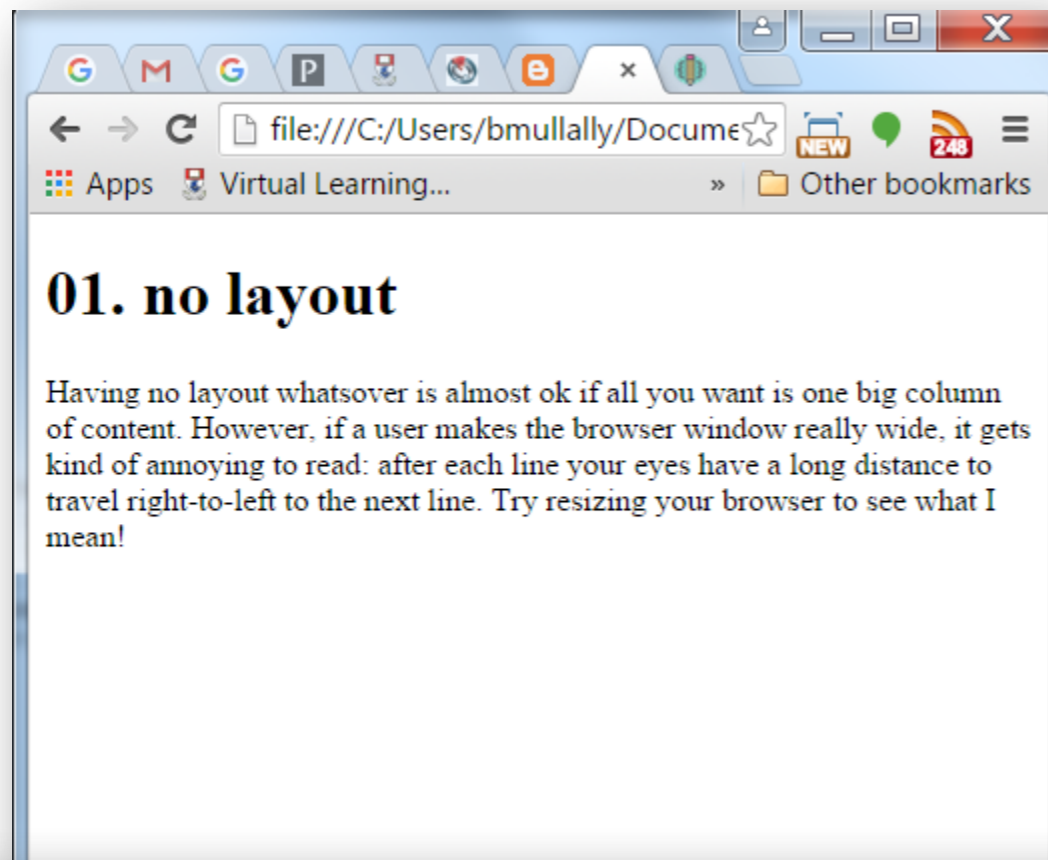 G M G P B ×
file:///C:/Users/bmullally/Docume
NEW
248
Apps Virtual Learning... » Other bookmarks
01. no layout
Having no layout whatsover is almost ok if all you want is one big column
of content. However, if a user makes the browser window really wide, it gets
kind of annoying to read: after each line your eyes have a long distance to
travel right-to-left to the next line. Try resizing your browser to see what I
mean!